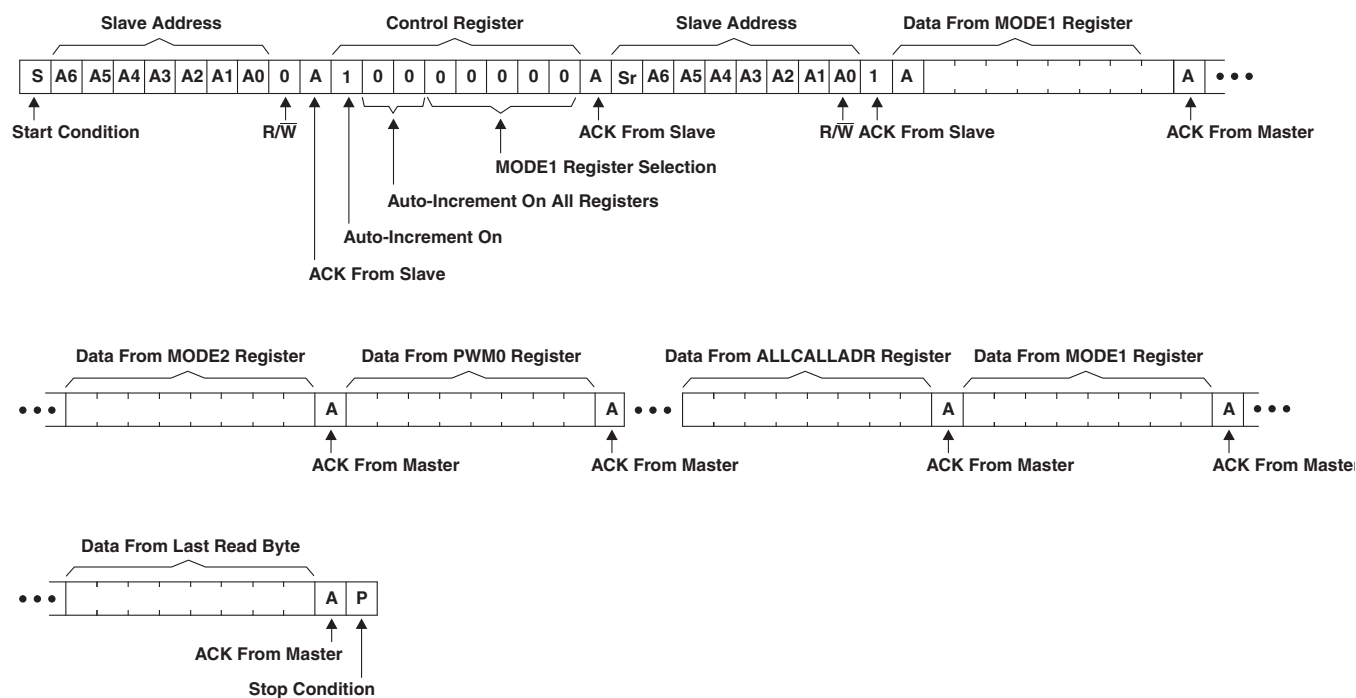 Slave Address Control Register Slave Address Data From MODE1 Register
S A6 A5 A4 A3 A2 A1 A0 0 A 1 0 0 0 0 0 0 0 A Sr A6 A5 A4 A3 A2 A1 A0 1 A A •••
Start Condition R/W̅ ACK From Slave R/W̅ ACK From Slave ACK From Master
MODE1 Register Selection
Auto-Increment On All Registers
Auto-Increment On
ACK From Slave
Data From MODE2 Register Data From PWM0 Register Data From ALLCALLADR Register Data From MODE1 Register
••• A A ••• A A •••
ACK From Master ACK From Master ACK From Master ACK From Master
Data From Last Read Byte
••• A P
ACK From Master
Stop Condition